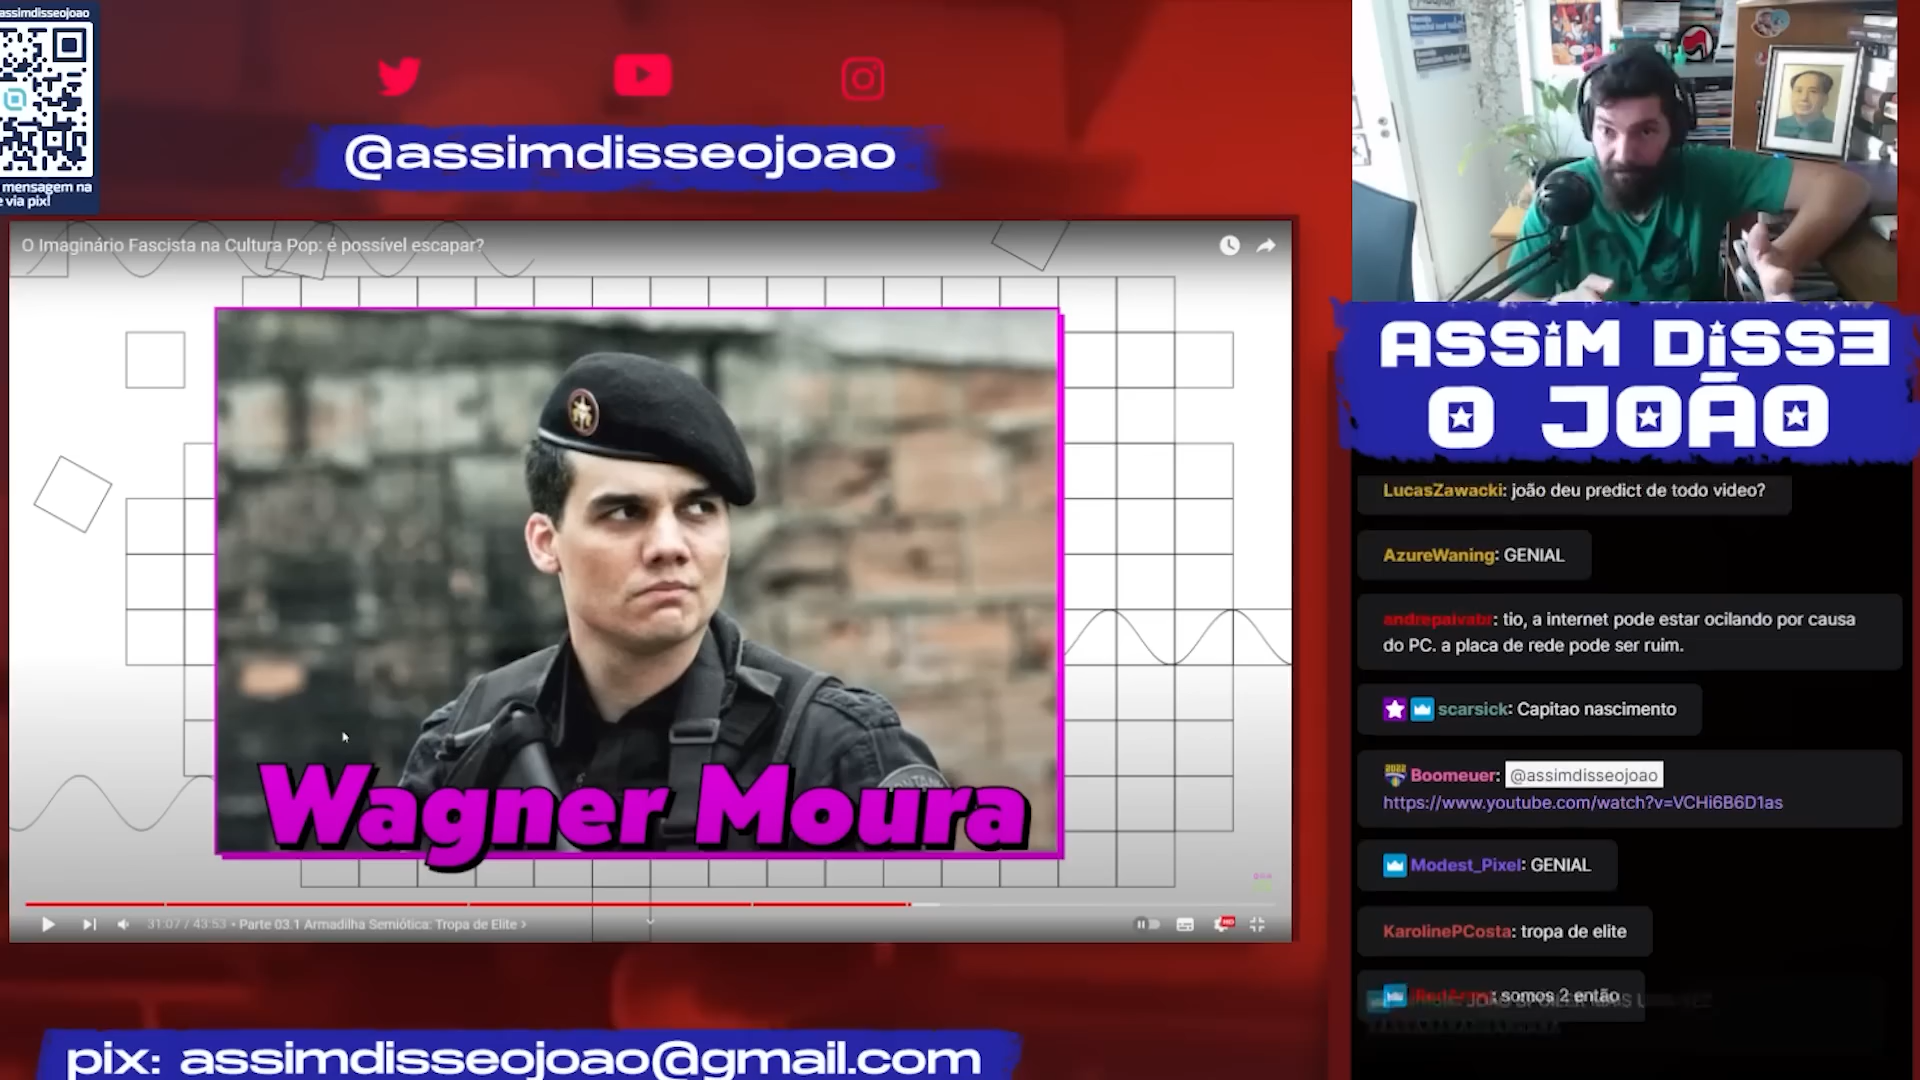 assimdisseojoao
mensagem na
e via pix!
@assimdisseojoao
O Imaginário Fascista na Cultura Pop: é possível escapar?
Wagner Moura
31:07 / 43:53 • Parte 03.1 Armadilha Semiótica: Tropa de Elite >
pix: assimdisseojoao@gmail.com
ASSIM DISSE
O JOÃO
LucasZawacki: joão deu predict de todo video?
AzureWaning: GENIAL
andrepaivabr: tio, a internet pode estar ocilando por causa
do PC. a placa de rede pode ser ruim.
scarsick: Capitao nascimento
Boomeuer: @assimdisseojoao
https://www.youtube.com/watch?v=VCHi6B6D1as
Modest_Pixel: GENIAL
KarolinePCosta: tropa de elite
: somos 2 então